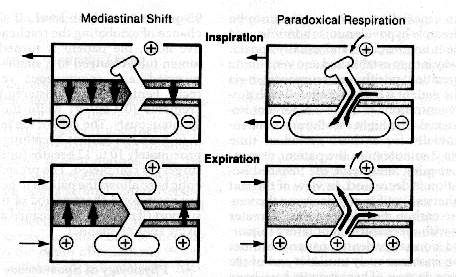 Mediastinal Shift
Paradoxical Respiration
Inspiration
Expiration